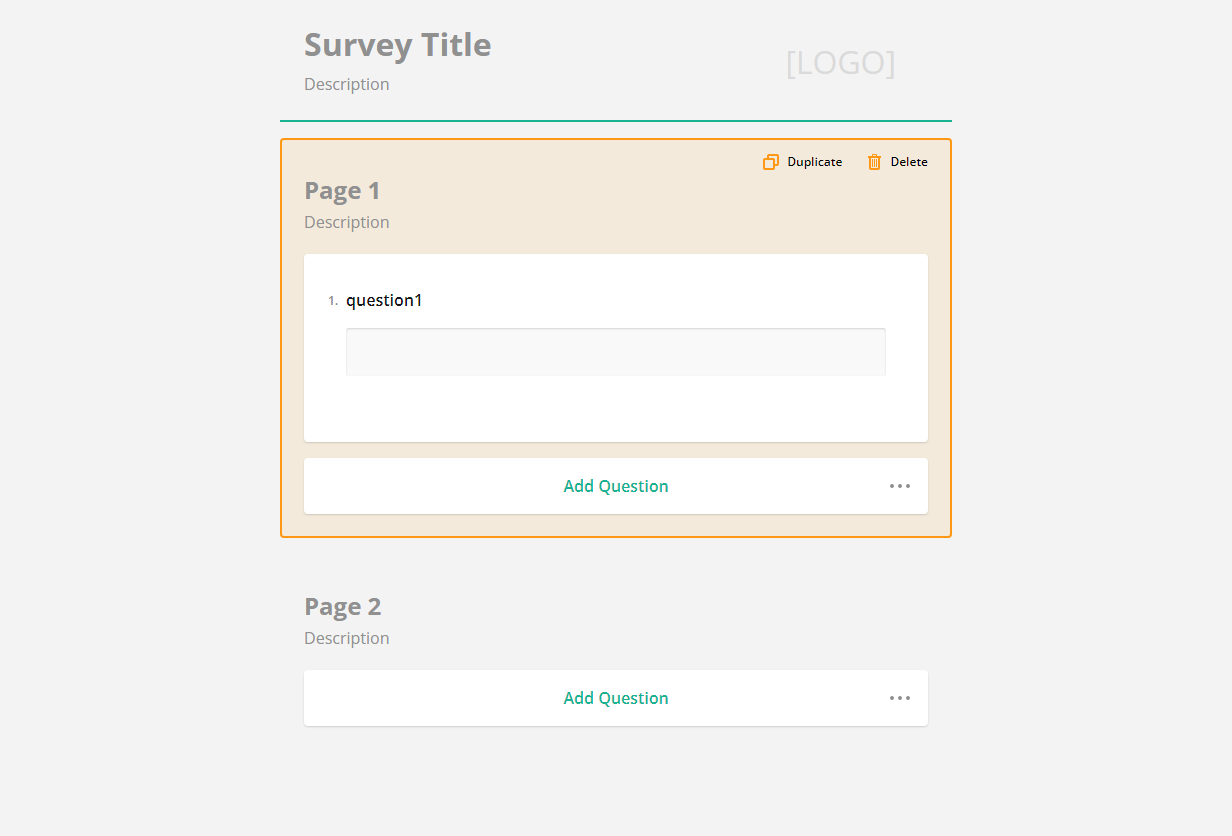 Survey Title
[LOGO]
Description
Duplicate
Delete
Page 1
Description
1. question1
Add Question
Page 2
Description
Add Question